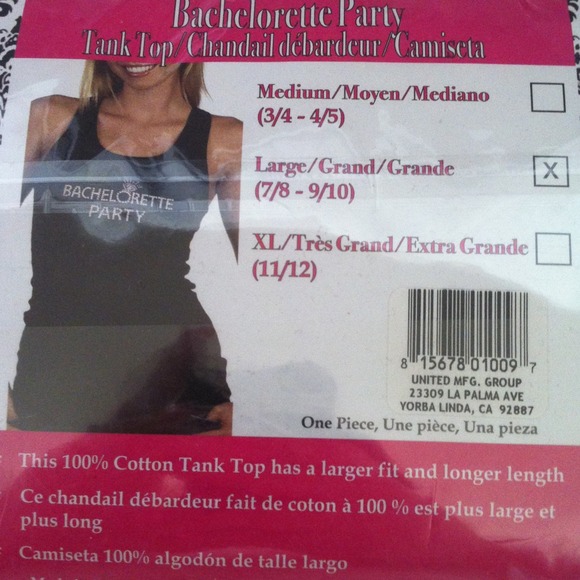 Bachelorette Party
Tank Top/Chandail débardeur/Camiseta
Medium/Moyen/Mediano
(3/4 - 4/5)
Large/Grand/Grande
X
(7/8 - 9/10)
XL/Très Grand/Extra Grande
(11/12)
BACHELORETTE
PARTY
8 15678 01009 7
UNITED MFG. GROUP
23309 LA PALMA AVE
YORBA LINDA, CA 92887
One Piece, Une pièce, Una pieza
This 100% Cotton Tank Top has a larger fit and longer length
Ce chandail débardeur fait de coton à 100 % est plus large et
plus long
Camiseta 100% algodón de talle largo